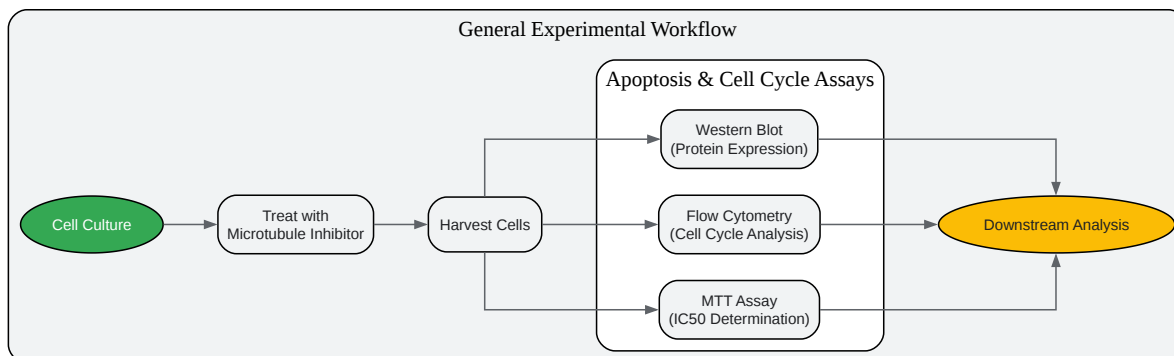 General Experimental Workflow
Apoptosis & Cell Cycle Assays
Western Blot
(Protein Expression)
Cell Culture
Treat with
Microtubule Inhibitor
Harvest Cells
Flow Cytometry
(Cell Cycle Analysis)
Downstream Analysis
MTT Assay
(IC50 Determination)